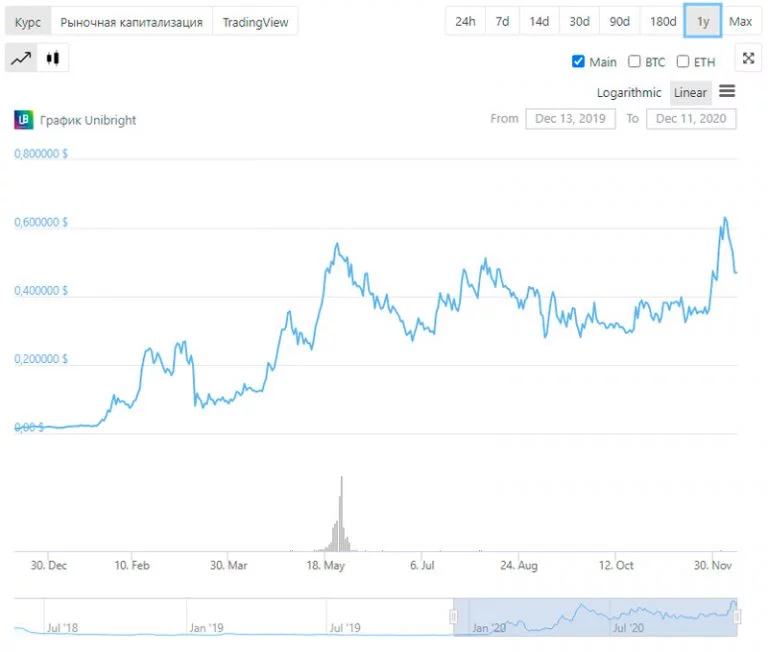 Курс Рыночная капитализация TradingView 24h 7d 14d 30d 90d 180d 1y Max
Main BTC ETH
Logarithmic Linear
График Unibright From Dec 13, 2019 To Dec 11, 2020
0,800000 $
0,600000 $
0,400000 $
0,200000 $
0,00 $
30. Dec 10. Feb 30. Mar 18. May 6. Jul 24. Aug 12. Oct 30. Nov
Jul '18 Jan '19 Jul '19 Jan '20 Jul '20